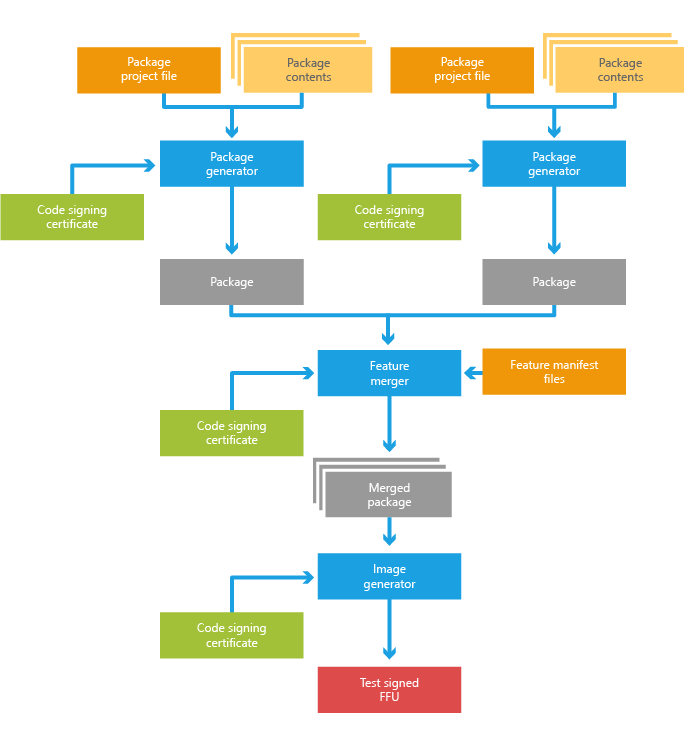 Package
project file
Package
contents
Package
project file
Package
contents
Package
generator
Package
generator
Code signing
certificate
Code signing
certificate
Package
Package
Feature
merger
Feature manifest
files
Code signing
certificate
Merged
package
Image
generator
Code signing
certificate
Test signed
FFU